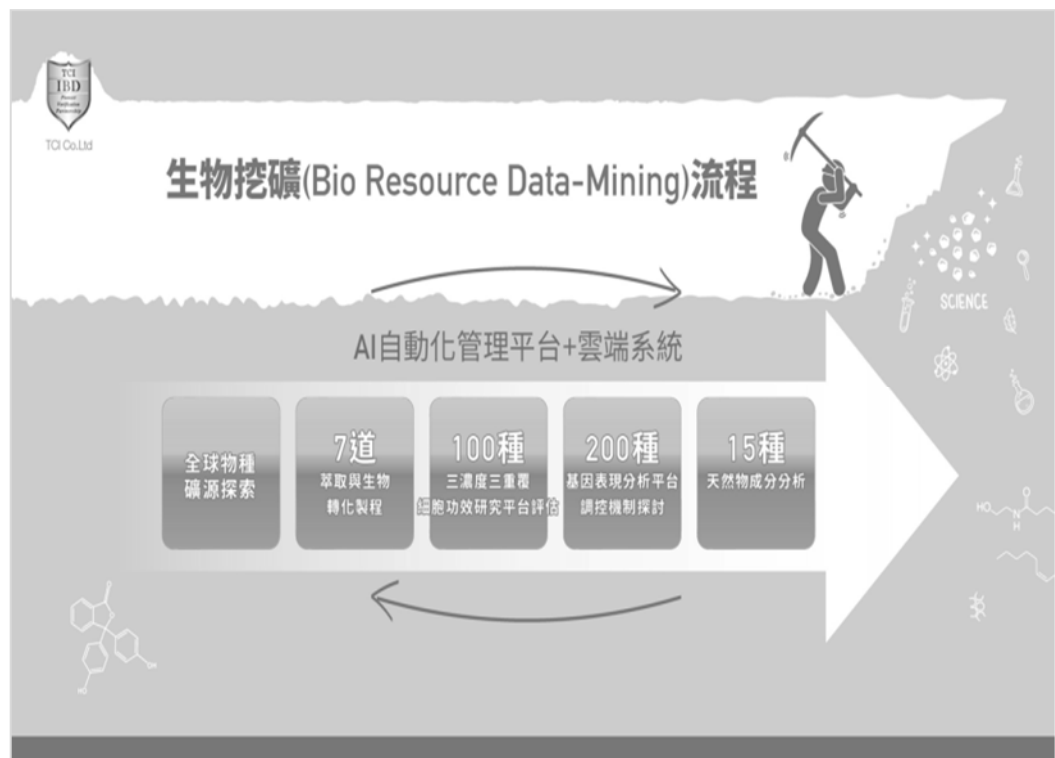 TCI
IBD
TCI Co.Ltd
生物挖礦(Bio Resource Data-Mining)流程
SCIENCE
AI自動化管理平台+雲端系統
全球物種
礦源探索
7道
萃取與生物
轉化製程
100種
三濃度三重覆
細胞功效研究平台評估
200種
基因表現分析平台
調控機制探討
15種
天然物成分分析
HO
O
N
H
O
O
OH
HO